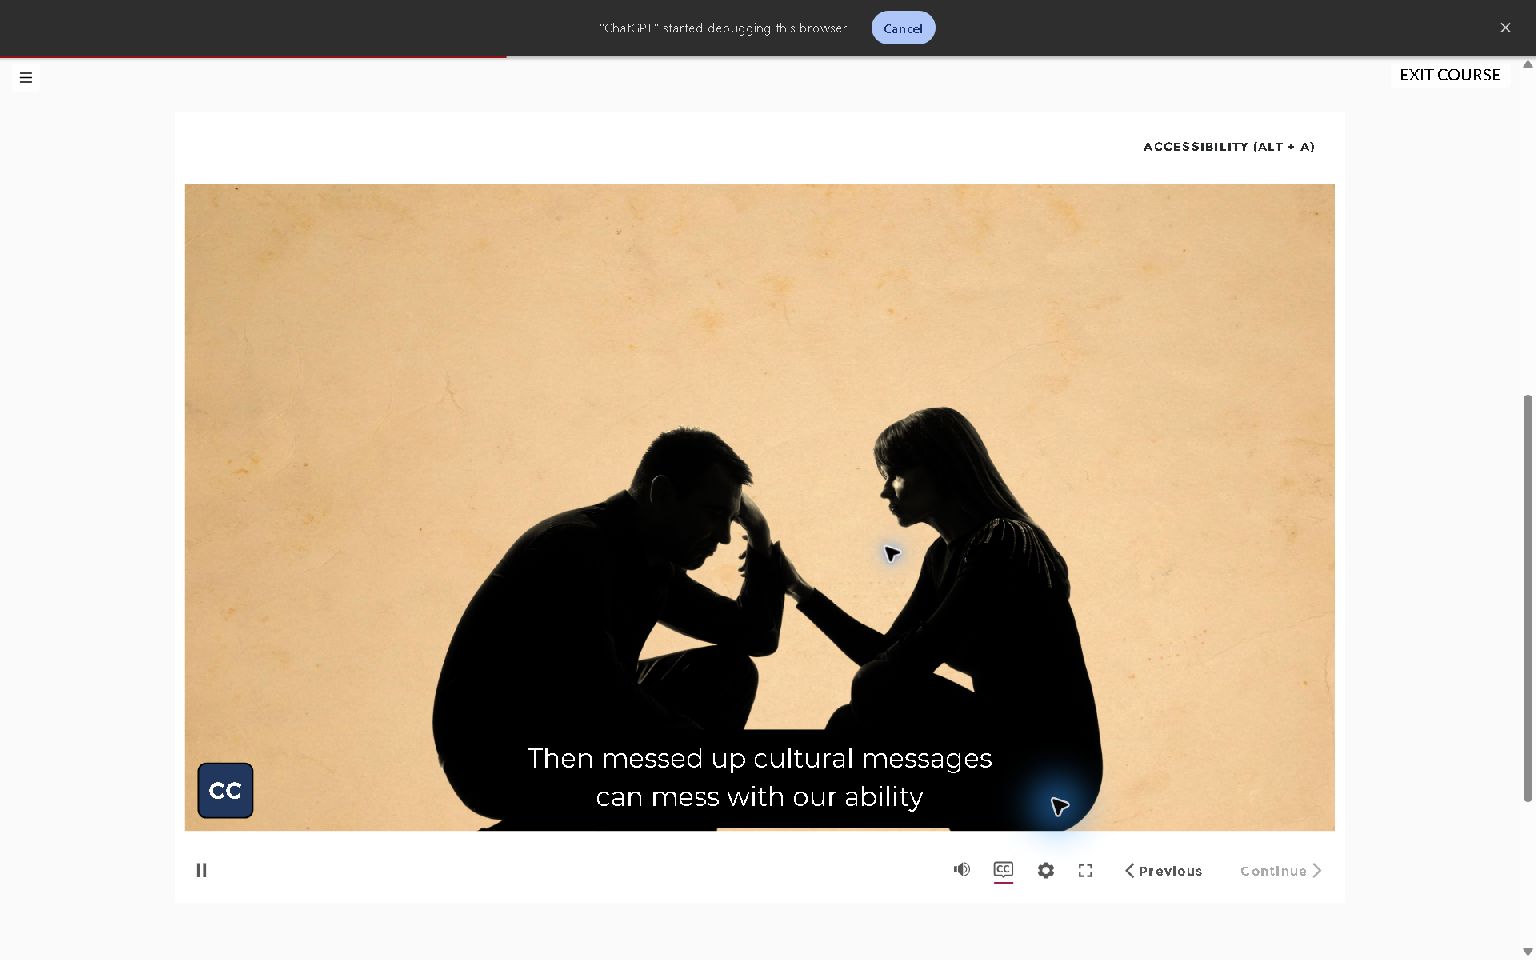 "ChatGPT" started debugging this browser
Cancel
EXIT COURSE
ACCESSIBILITY (ALT + A)
Then messed up cultural messages
can mess with our ability
CC
CC
Previous
Continue